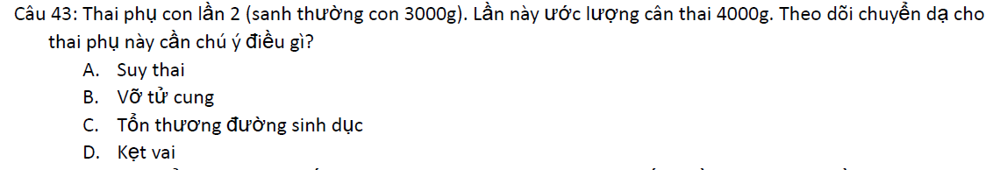 Câu 43: Thai phụ con lần 2 (sanh thường con 3000g). Lần này ước lượng cân thai 4000g. Theo dõi chuyển dạ cho
thai phụ này cần chú ý điều gì?
A. Suy thai
B. Vỡ tử cung
C. Tổn thương đường sinh dục
D. Kẹt vai